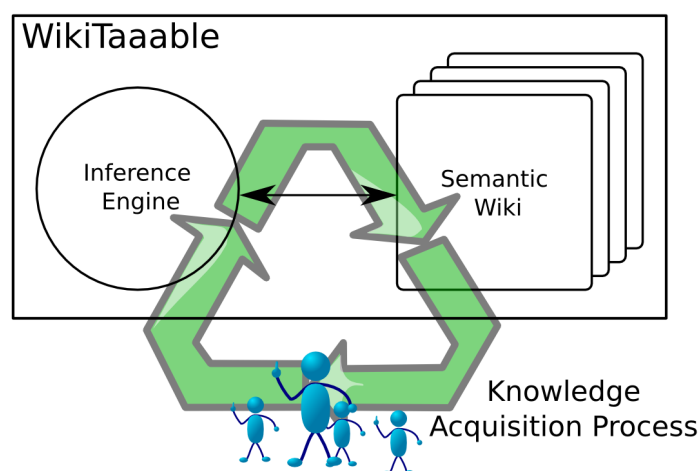 WikiTaaable
Inference
Engine
Semantic
Wiki
Knowledge
Acquisition Process